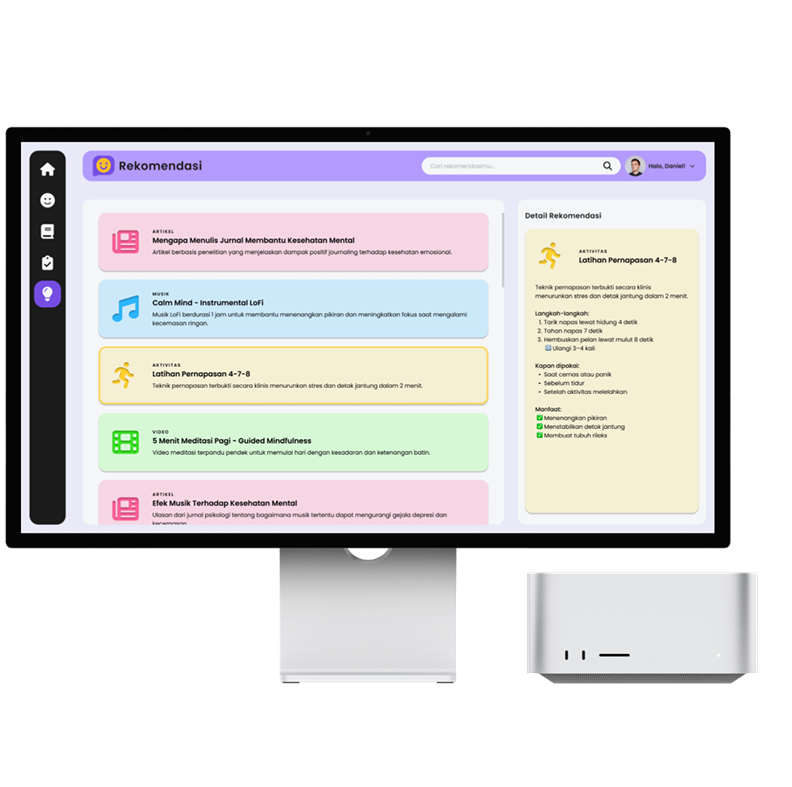 Rekomendasi
Cari rekomendasimu...
Halo, Daniel!
ARTIKEL
Mengapa Menulis Jurnal Membantu Kesehatan Mental
Artikel berbasis penelitian yang menjelaskan dampak positif journaling terhadap kesehatan emosional.
MUSIK
Calm Mind - Instrumental LoFi
Musik LoFi berdurasi 1 jam untuk membantu menenangkan pikiran dan meningkatkan fokus saat mengalami
kecemasan ringan.
AKTIVITAS
Latihan Pernapasan 4-7-8
Teknik pernapasan terbukti secara klinis menurunkan stres dan detak jantung dalam 2 menit.
VIDEO
5 Menit Meditasi Pagi - Guided Mindfulness
Video meditasi terpandu pendek untuk memulai hari dengan kesadaran dan ketenangan batin.
ARTIKEL
Efek Musik Terhadap Kesehatan Mental
Ulasan dari jurnal psikologi tentang bagaimana musik tertentu dapat mengurangi gejala depresi dan
kecemasan.
Detail Rekomendasi
AKTIVITAS
Latihan Pernapasan 4-7-8
Teknik pernapasan terbukti secara klinis
menurunkan stres dan detak jantung dalam 2 menit.
Langkah-langkah:
1. Tarik napas lewat hidung 4 detik
2. Tahan napas 7 detik
3. Hembuskan pelan lewat mulut 8 detik
Ulangi 3–4 kali
Kapan dipakai:
• Saat cemas atau panik
• Sebelum tidur
• Setelah aktivitas melelahkan
Manfaat:
✅ Menenangkan pikiran
✅ Menstabilkan detak jantung
✅ Membuat tubuh rileks